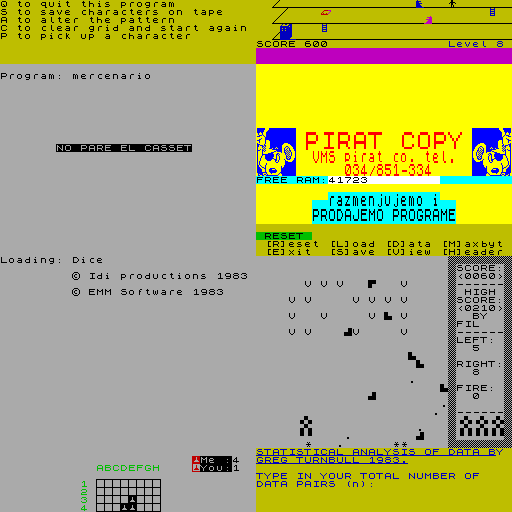 Q to quit this program
S to save characters on tape
A to alter the pattern
C to clear grid and start again
P to pick up a character
SCORE 600 Level 8
Program: mercenario
NO PARE EL CASSET
PIRAT COPY
VMS pirat co. tel.
034/851-334
FREE RAM:41723
razmenjujemo i
PRODAJEMO PROGRAME
RESET
[R]eset [L]oad [D]ata [M]axbyt
[E]xit [S]ave [V]iew [H]eader
Loading: Dice
© Idi productions 1983
© EMM Software 1983
SCORE:
<0060>
HIGH
SCORE:
<0210>
BY
FIL
LEFT:
5
RIGHT:
8
FIRE:
0
Me :4
You:1
ABCDEFGH
1
2
3
4
STATISTICAL ANALYSIS OF DATA BY
GREG TURNBULL 1983.
TYPE IN YOUR TOTAL NUMBER OF
DATA PAIRS (n):